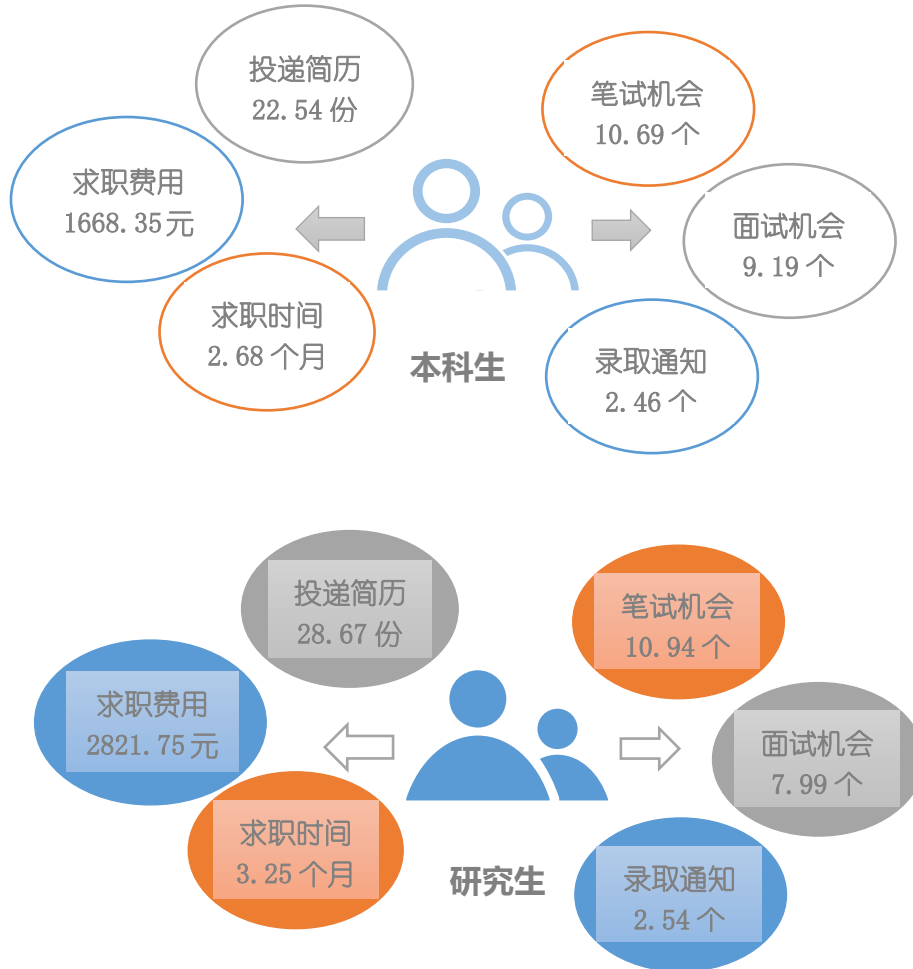 投递简历
22.54 份
求职费用
1668.35 元
求职时间
2.68 个月
笔试机会
10.69 个
面试机会
9.19 个
录取通知
2.46 个
本科生
投递简历
28.67 份
求职费用
2821.75 元
求职时间
3.25 个月
笔试机会
10.94 个
面试机会
7.99 个
录取通知
2.54 个
研究生